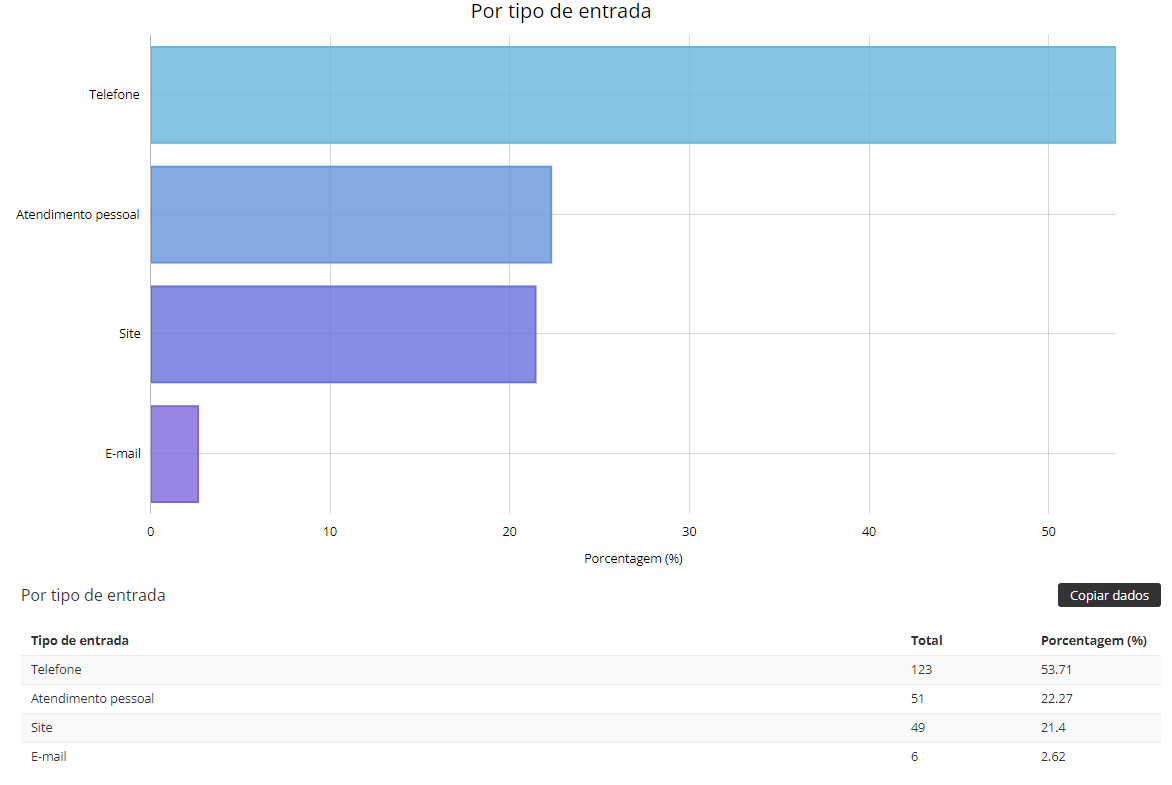 Por tipo de entrada
Telefone
Atendimento pessoal
Site
E-mail
0 10 20 30 40 50
Porcentagem (%)
Por tipo de entrada Copiar dados
Tipo de entrada Total Porcentagem (%)
Telefone 123 53.71
Atendimento pessoal 51 22.27
Site 49 21.4
E-mail 6 2.62